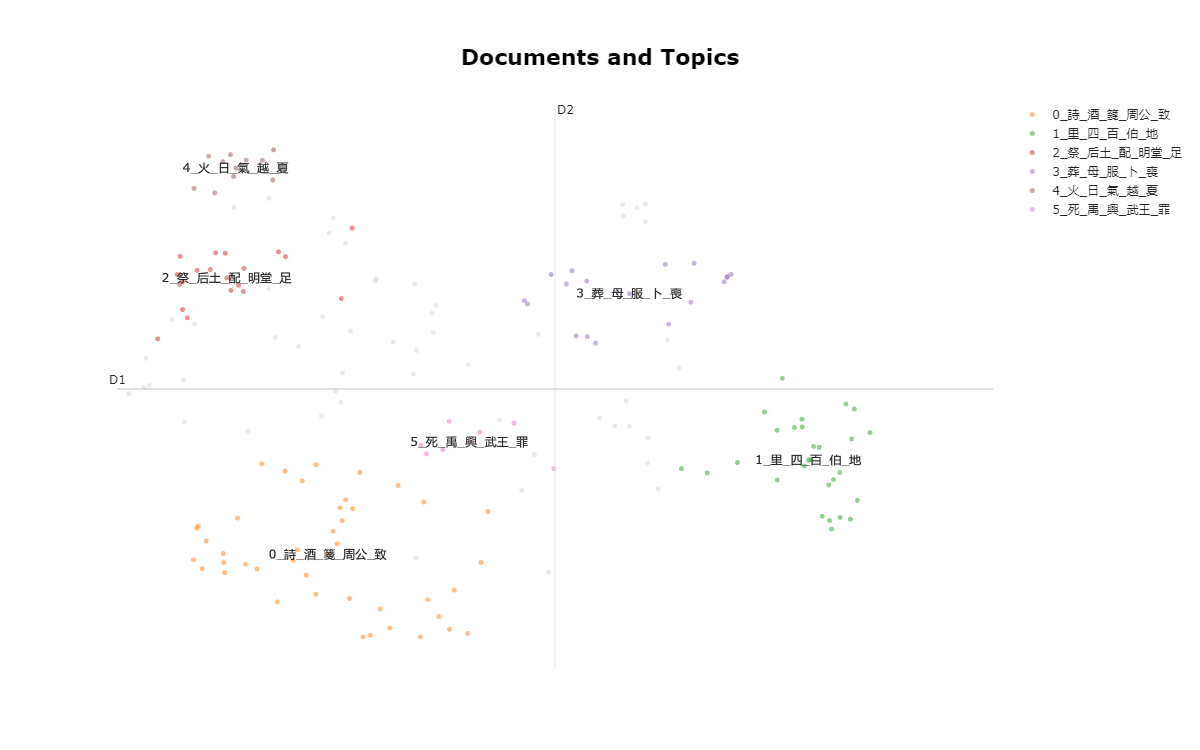 Documents and Topics
D2
0_詩_酒_籩_周公_致
1_里_四_百_伯_地
2_祭_后土_配_明堂_足
3_葬_母_服_卜_喪
4_火_日_氣_越_夏
5_死_禹_興_武王_罪
4_火_日_氣_越_夏
2_祭_后土_配_明堂_足
3_葬_母_服_卜_喪
D1
5_死_禹_興_武王_罪
1_里_四_百_伯_地
0_詩_酒_籩_周公_致